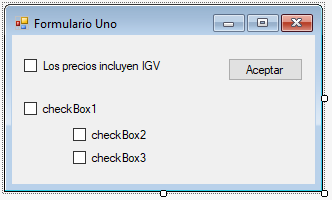 Formulario Uno
Los precios incluyen IGV
Aceptar
checkBox1
checkBox2
checkBox3